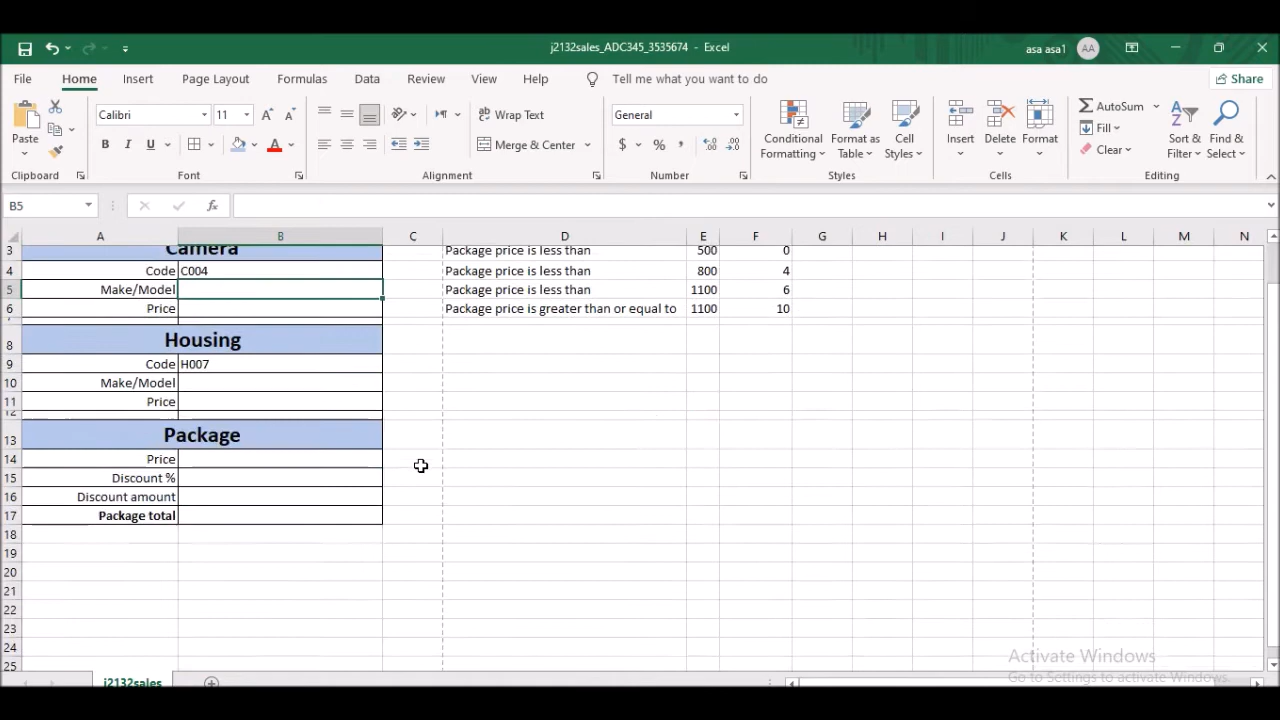 j2132sales_ADC345_3535674 - Excel
asa asa1
AA
File Home Insert Page Layout Formulas Data Review View Help Tell me what you want to do Share
Paste
Calibri 11
B I U A
Wrap Text
Merge & Center
General
$ % ,
Conditional Formatting
Format as Table
Cell Styles
Insert
Delete
Format
AutoSum
Fill
Clear
Sort & Filter
Find & Select
Clipboard Font Alignment Number Styles Cells Editing
B5 fx
A B C D E F G H I J K L M N
3 Camera Package price is less than 500 0
4 Code C004 Package price is less than 800 4
5 Make/Model Package price is less than 1100 6
6 Price Package price is greater than or equal to 1100 10
8 Housing
9 Code H007
10 Make/Model
11 Price
12
13 Package
14 Price
15 Discount %
16 Discount amount
17 Package total
18
19
20
21
22
23
24
25
Activate Windows
Go to Settings to activate Windows.
j2132sales